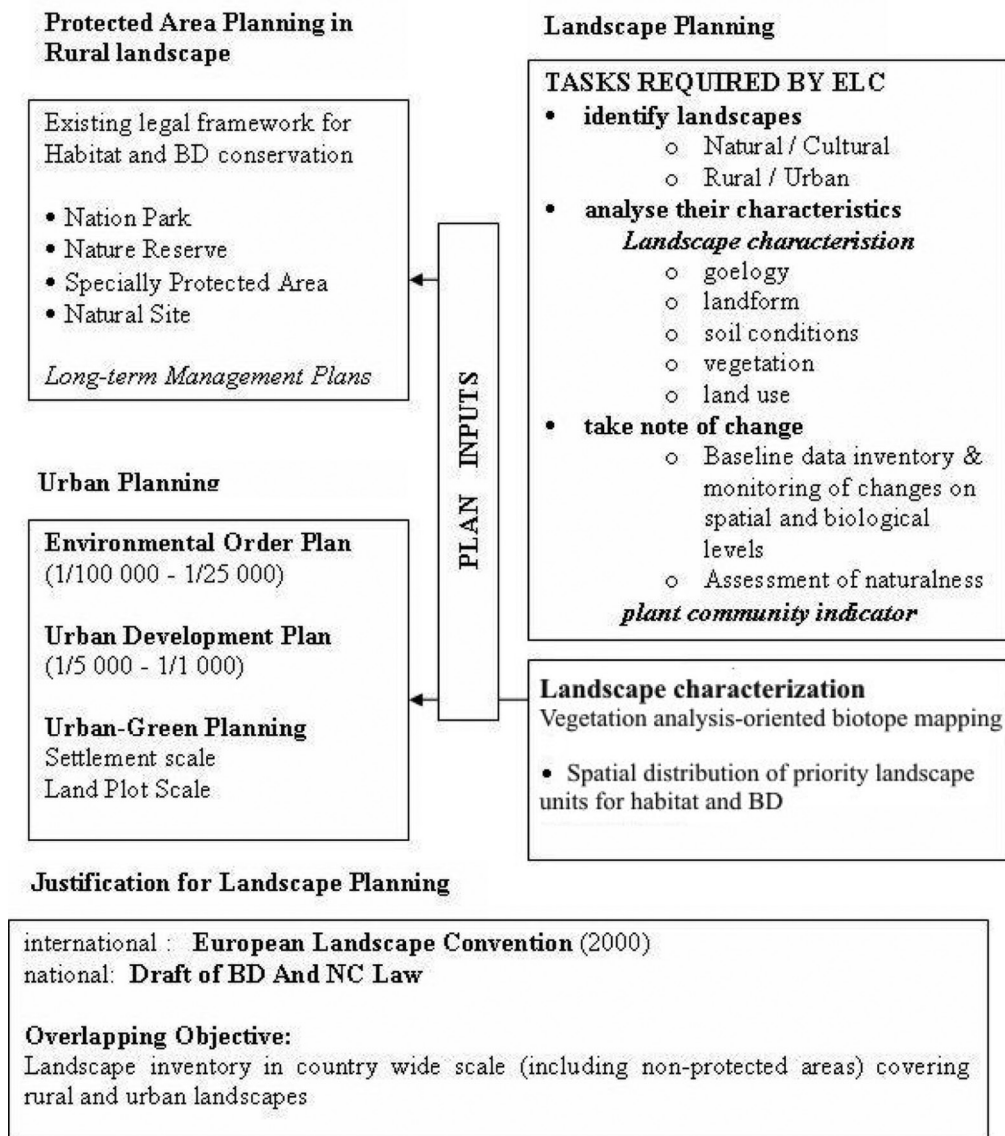 Protected Area Planning in
Rural landscape
Existing legal framework for
Habitat and BD conservation
• Nation Park
• Nature Reserve
• Specially Protected Area
• Natural Site
Long-term Management Plans
Urban Planning
Environmental Order Plan
(1/100 000 - 1/25 000)
Urban Development Plan
(1/5 000 - 1/1 000)
Urban-Green Planning
Settlement scale
Land Plot Scale
PLAN INPUTS
Landscape Planning
TASKS REQUIRED BY ELC
• identify landscapes
o Natural / Cultural
o Rural / Urban
• analyse their characteristics
Landscape characteristion
o goelogy
o landform
o soil conditions
o vegetation
o land use
• take note of change
o Baseline data inventory &
monitoring of changes on
spatial and biological
levels
o Assessment of naturalness
plant community indicator
Landscape characterization
Vegetation analysis-oriented biotope mapping
• Spatial distribution of priority landscape
units for habitat and BD
Justification for Landscape Planning
international : European Landscape Convention (2000)
national: Draft of BD And NC Law
Overlapping Objective:
Landscape inventory in country wide scale (including non-protected areas) covering
rural and urban landscapes